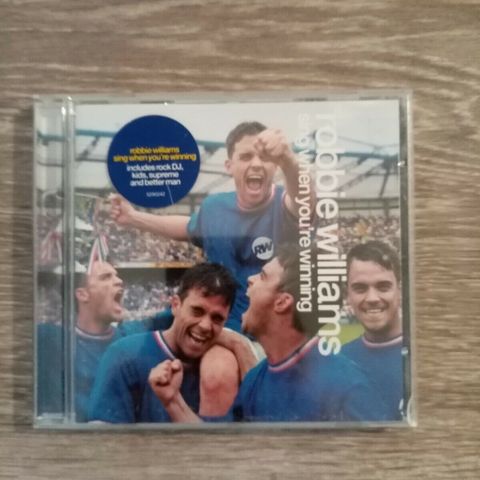 robbie williams
sing when you're winning
includes rock DJ,
kids, supreme
and better man
RW
robbie williams
sing when you're winning